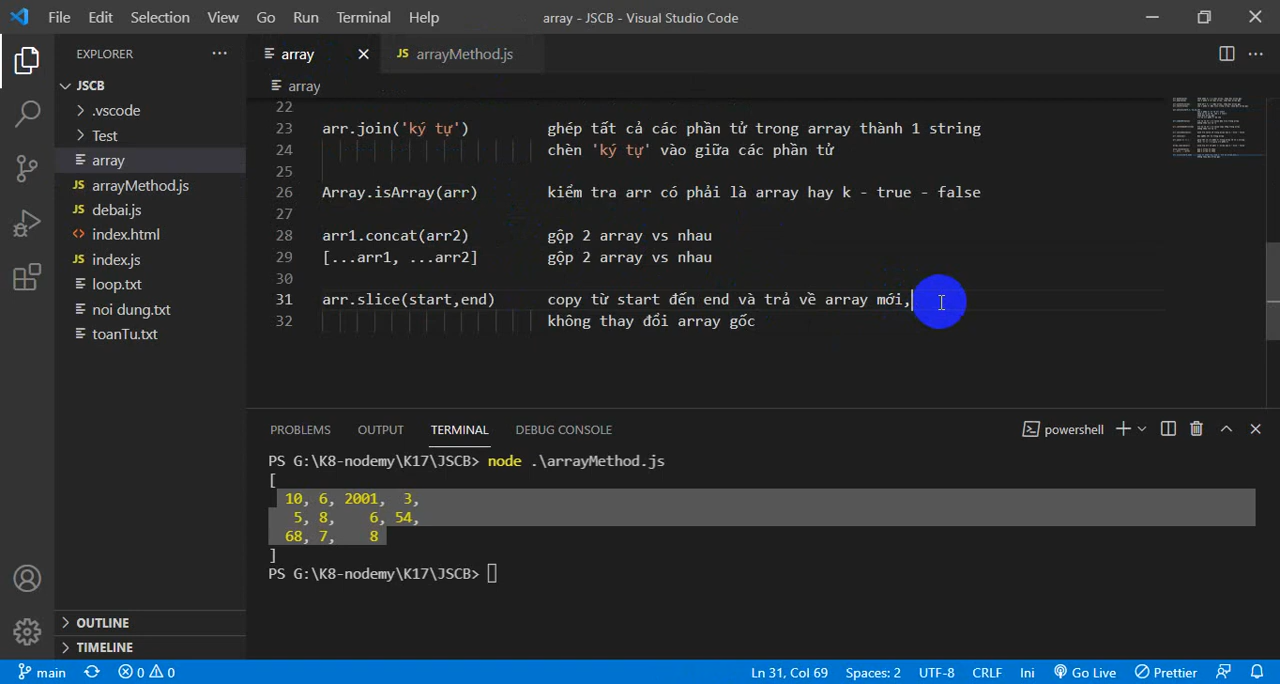 File Edit Selection View Go Run Terminal Help array - JSCB - Visual Studio Code
EXPLORER ···
array
JS arrayMethod.js
JSCB
array
.vscode
Test
array
JS arrayMethod.js
JS debai.js
index.html
JS index.js
loop.txt
noi dung.txt
toanTu.txt
OUTLINE
TIMELINE
22
23 arr.join('ký tự') ghép tất cả các phần tử trong array thành 1 string
24 chèn 'ký tự' vào giữa các phần tử
25
26 Array.isArray(arr) kiểm tra arr có phải là array hay k - true - false
27
28 arr1.concat(arr2) gộp 2 array vs nhau
29 [...arr1, ...arr2] gộp 2 array vs nhau
30
31 arr.slice(start,end) copy từ start đến end và trả về array mới,
32 không thay đổi array gốc
PROBLEMS OUTPUT TERMINAL DEBUG CONSOLE powershell
PS G:\K8-nodemy\K17\JSCB> node .\arrayMethod.js
[
10, 6, 2001, 3,
5, 8, 6, 54,
68, 7, 8
]
PS G:\K8-nodemy\K17\JSCB>
main 0 0 Ln 31, Col 69 Spaces: 2 UTF-8 CRLF Ini Go Live Prettier